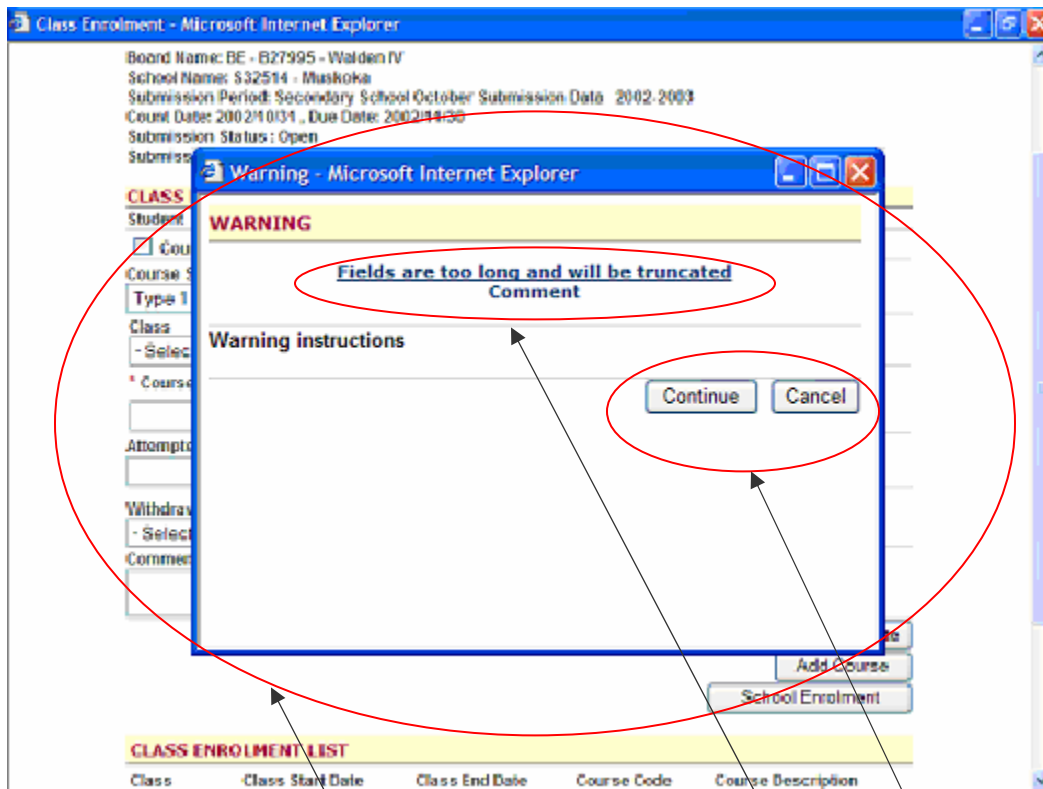 Class Enrolment - Microsoft Internet Explorer
Board Name: BE - B27995 - Walden IV
School Name: S32514 - Muskoka
Submission Period: Secondary School October Submission Data 2002-2003
Count Date: 2002/10/31 , Due Date: 2002/11/30
Submission Status : Open
Submiss
Warning - Microsoft Internet Explorer
CLASS
Student
WARNING
Cou
Fields are too long and will be truncated
Comment
Course S
Type 1
Class
- Selec
Warning instructions
* Course
Continue Cancel
Attempte
Withdraw
- Select
Commen
Add Course
School Enrolment
CLASS ENROLMENT LIST
Class Class Start Date Class End Date Course Code Course Description